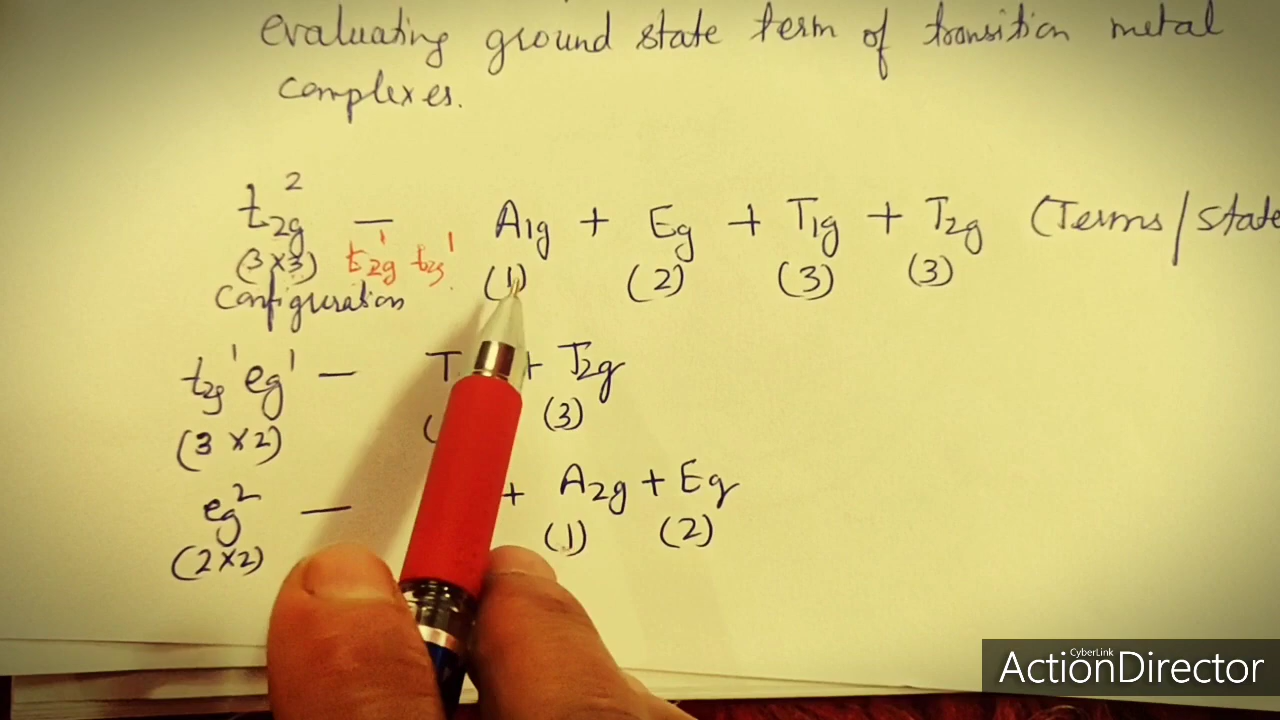 evaluating ground state term of transition metal
complexes.
t₂g² — A₁g + Eg + T₁g + T₂g (Terms/State
(3×3) t₂g¹ t₂g¹. (1) (2) (3) (3)
Configuration
t₂g¹eg¹ — T + T₂g
(3×2) (3)
eg² — + A₂g + Eg
(2×2) (1) (2)
CyberLink
ActionDirector